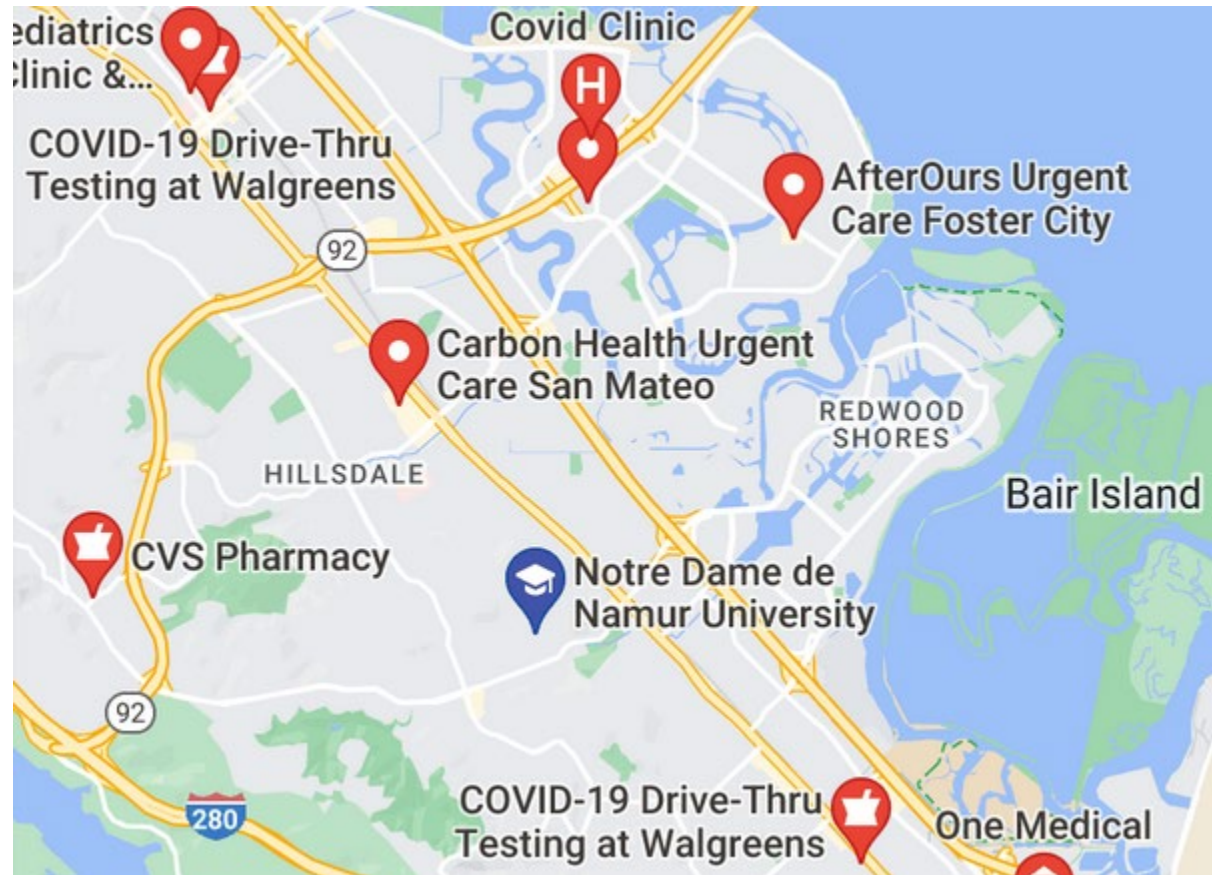 ediatrics
Clinic &...
Covid Clinic
H
COVID-19 Drive-Thru
Testing at Walgreens
AfterOurs Urgent
Care Foster City
92
Carbon Health Urgent
Care San Mateo
REDWOOD
SHORES
HILLSDALE
Bair Island
CVS Pharmacy
Notre Dame de
Namur University
92
280
COVID-19 Drive-Thru
Testing at Walgreens
One Medical